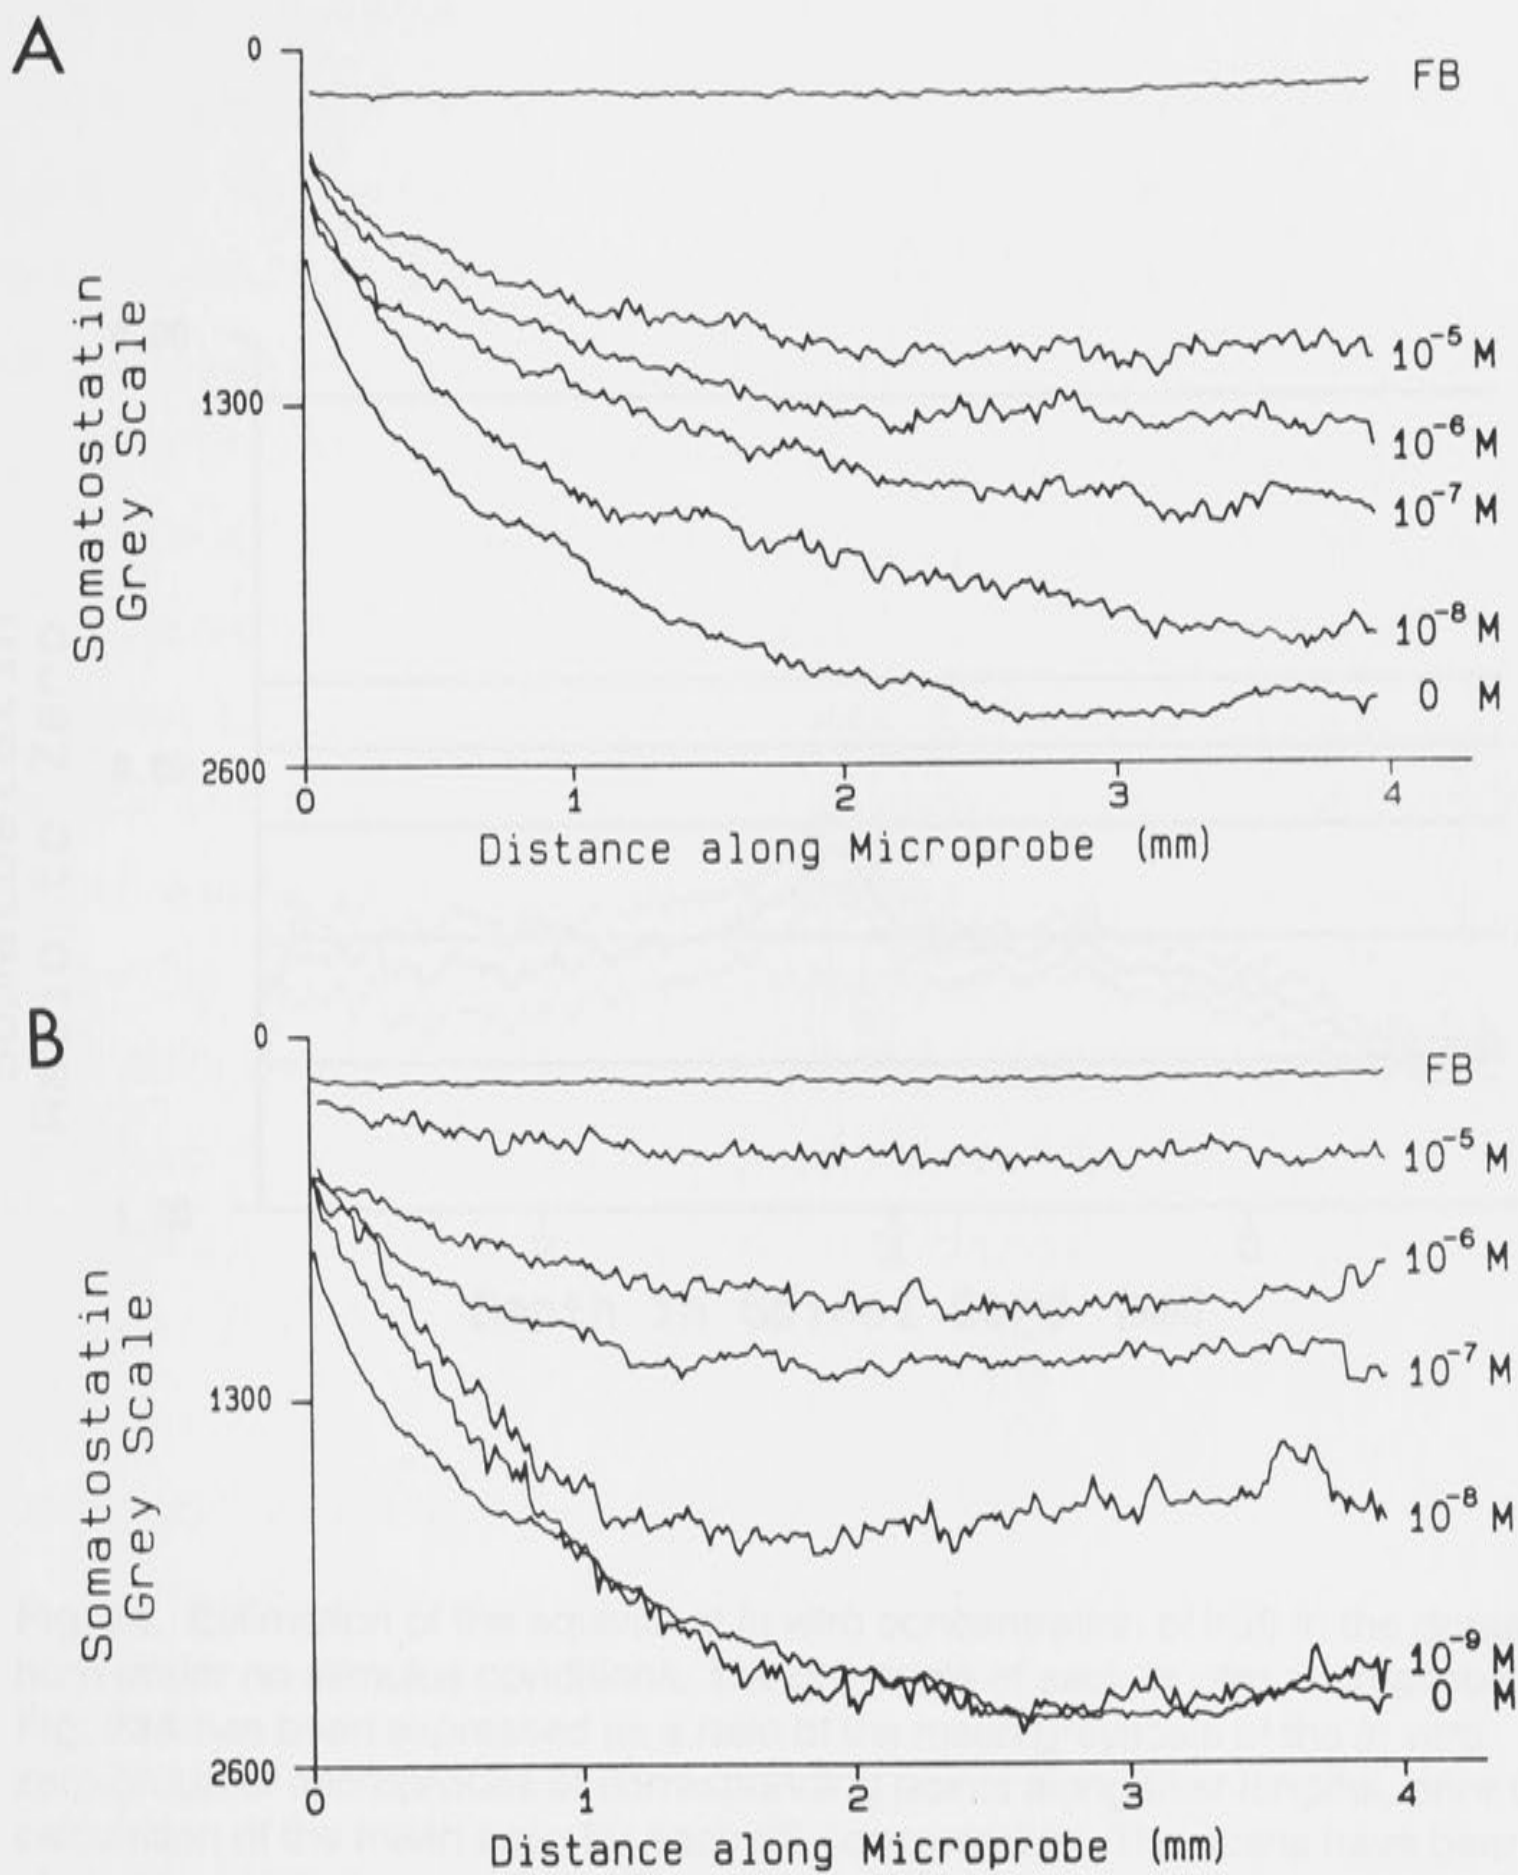 A
0
FB
10⁻⁵ M
1300
10⁻⁶ M
10⁻⁷ M
10⁻⁸ M
0 M
2600
0 1 2 3 4
Somatostatin
Grey Scale
Distance along Microprobe (mm)
B
0
FB
10⁻⁵ M
10⁻⁶ M
10⁻⁷ M
1300
10⁻⁸ M
10⁻⁹ M
0 M
2600
0 1 2 3 4
Somatostatin
Grey Scale
Distance along Microprobe (mm)